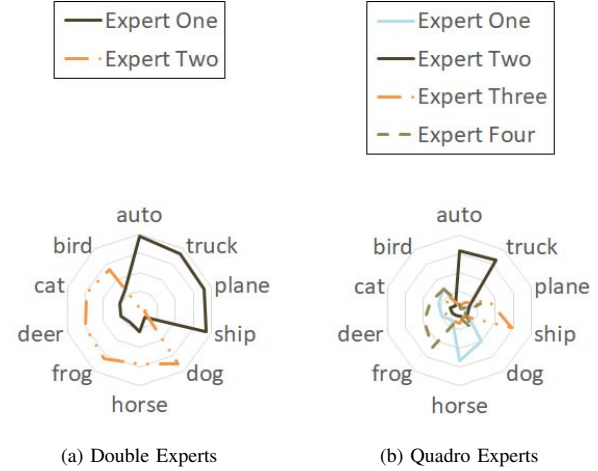 Expert One
Expert Two
Expert One
Expert Two
Expert Three
Expert Four
auto
truck
plane
ship
dog
horse
frog
deer
cat
bird
auto
truck
plane
ship
dog
horse
frog
deer
cat
bird
(a) Double Experts
(b) Quadro Experts